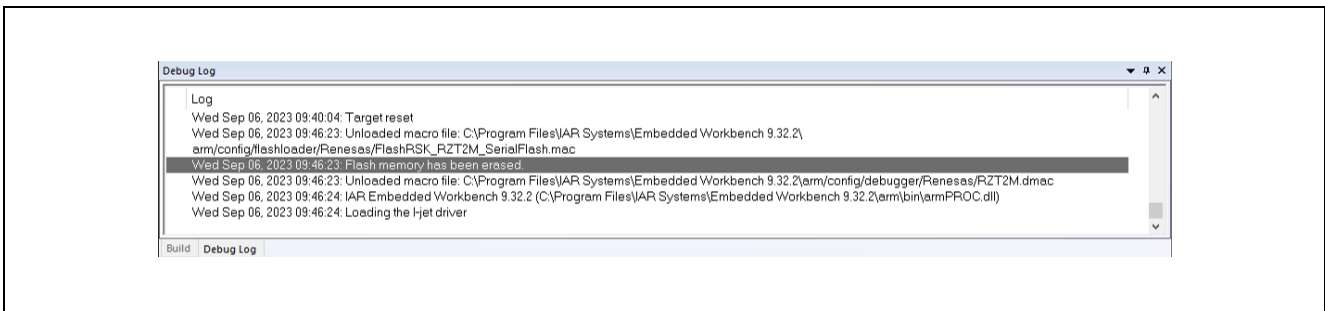 Debug Log
Log
Wed Sep 06, 2023 09:40:04: Target reset
Wed Sep 06, 2023 09:46:23: Unloaded macro file: C:\Program Files\IAR Systems\Embedded Workbench 9.32.2\
arm/config/flashloader/Renesas/FlashRSK_RZT2M_SerialFlash.mac
Wed Sep 06, 2023 09:46:23: Flash memory has been erased.
Wed Sep 06, 2023 09:46:23: Unloaded macro file: C:\Program Files\IAR Systems\Embedded Workbench 9.32.2\arm/config/debugger/Renesas/RZT2M.dmac
Wed Sep 06, 2023 09:46:24: IAR Embedded Workbench 9.32.2 (C:\Program Files\IAR Systems\Embedded Workbench 9.32.2\arm\bin\armPROC.dll)
Wed Sep 06, 2023 09:46:24: Loading the I-jet driver
Build Debug Log